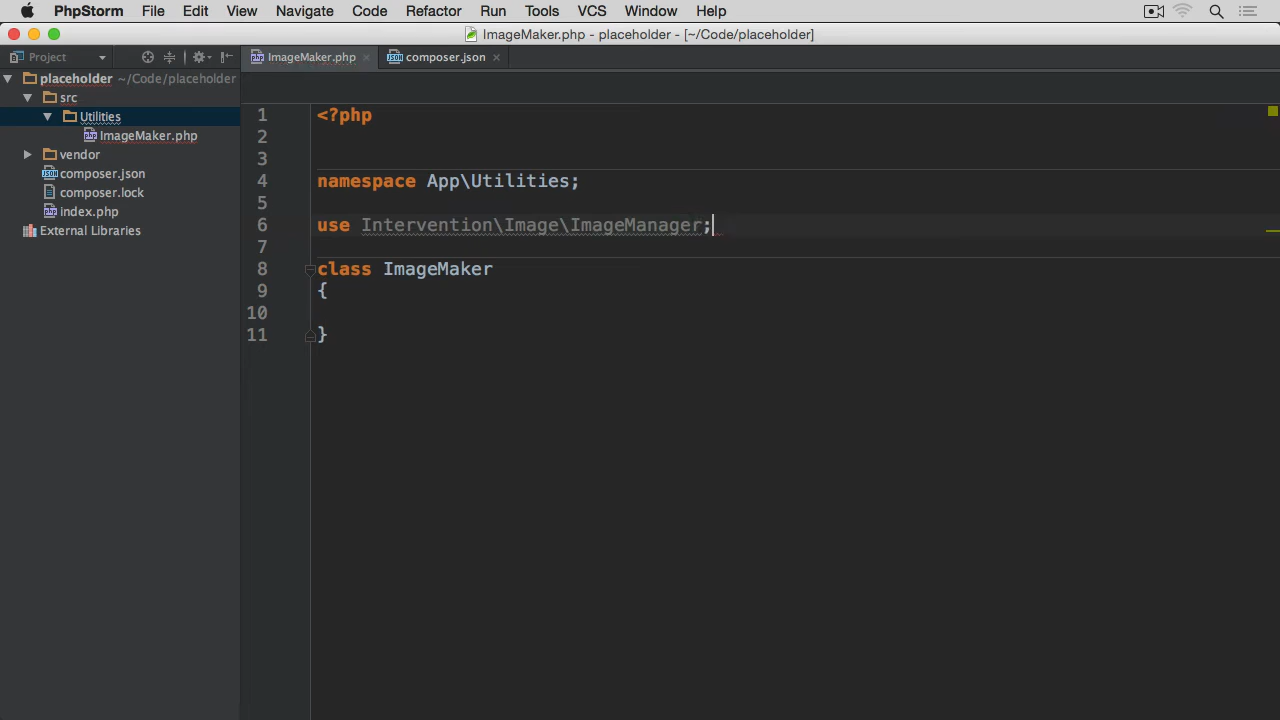 PhpStorm File Edit View Navigate Code Refactor Run Tools VCS Window Help
ImageMaker.php - placeholder - [~/Code/placeholder]
Project
ImageMaker.php
composer.json
placeholder ~/Code/placeholder
src
Utilities
ImageMaker.php
vendor
composer.json
composer.lock
index.php
External Libraries
1 <?php
2
3
4 namespace App\Utilities;
5
6 use Intervention\Image\ImageManager;
7
8 class ImageMaker
9 {
10
11 }